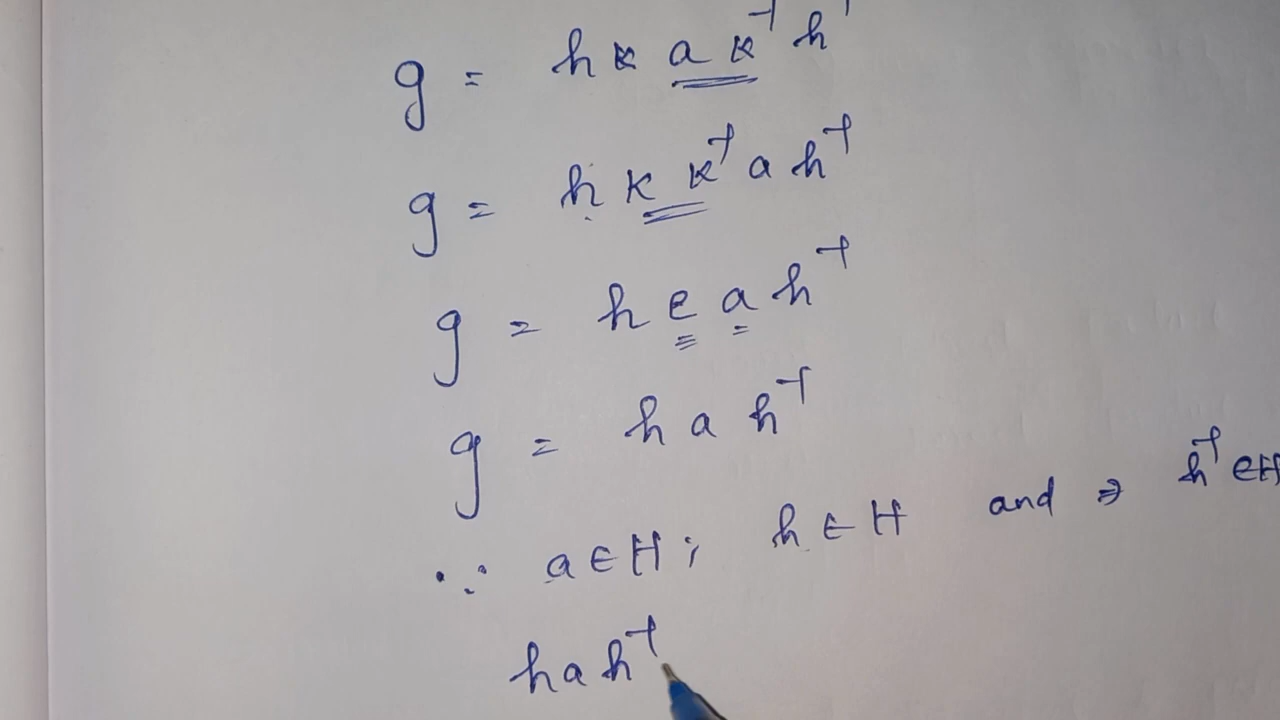 g = h k a k⁻¹ h⁻¹
g = h k k⁻¹ a h⁻¹
g = h e a h⁻¹
g = h a h⁻¹
∵ a ∈ H ; h ∈ H and ⇒ h⁻¹ ∈ H
h a h⁻¹